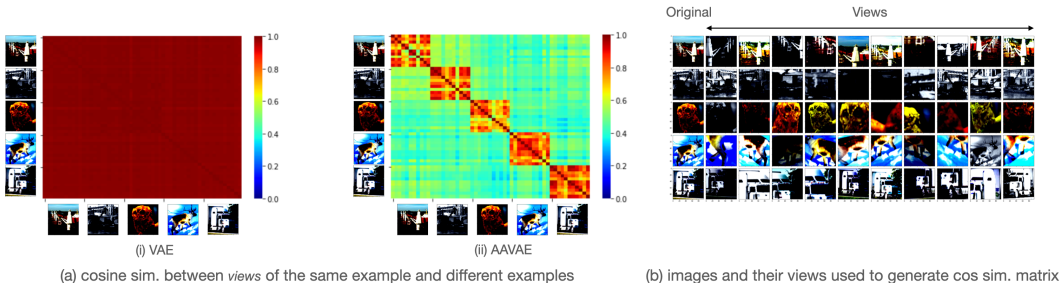 Original Views
1.0 1.0
0.8 0.8
0.6 0.6
0.4 0.4
0.2 0.2
0.0 0.0
(i) VAE (ii) AAVAE
(a) cosine sim. between views of the same example and different examples (b) images and their views used to generate cos sim. matrix